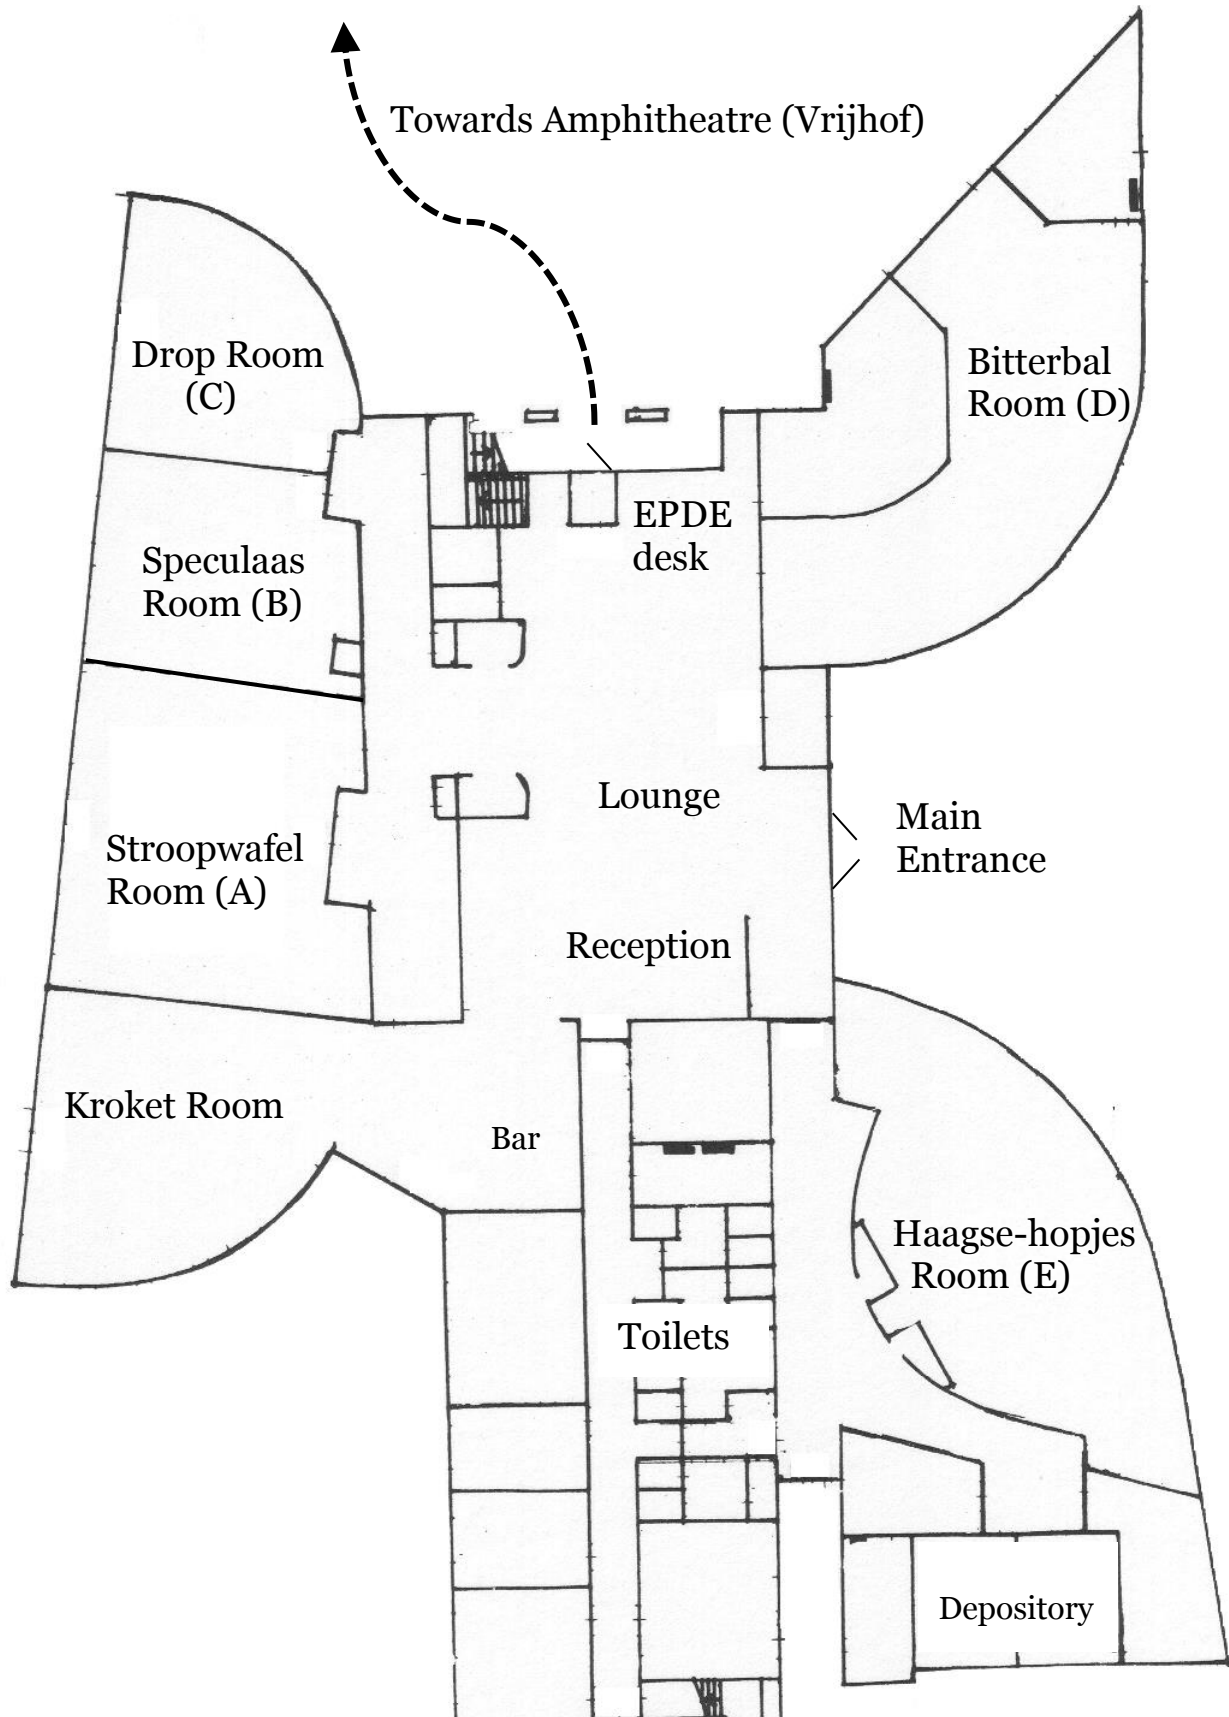 Towards Amphitheatre (Vrijhof)
Drop Room
(C)
Bitterbal
Room (D)
EPDE
desk
Speculaas
Room (B)
Lounge
Main
Entrance
Stroopwafel
Room (A)
Reception
Kroket Room
Bar
Haagse-hopjes
Room (E)
Toilets
Depository